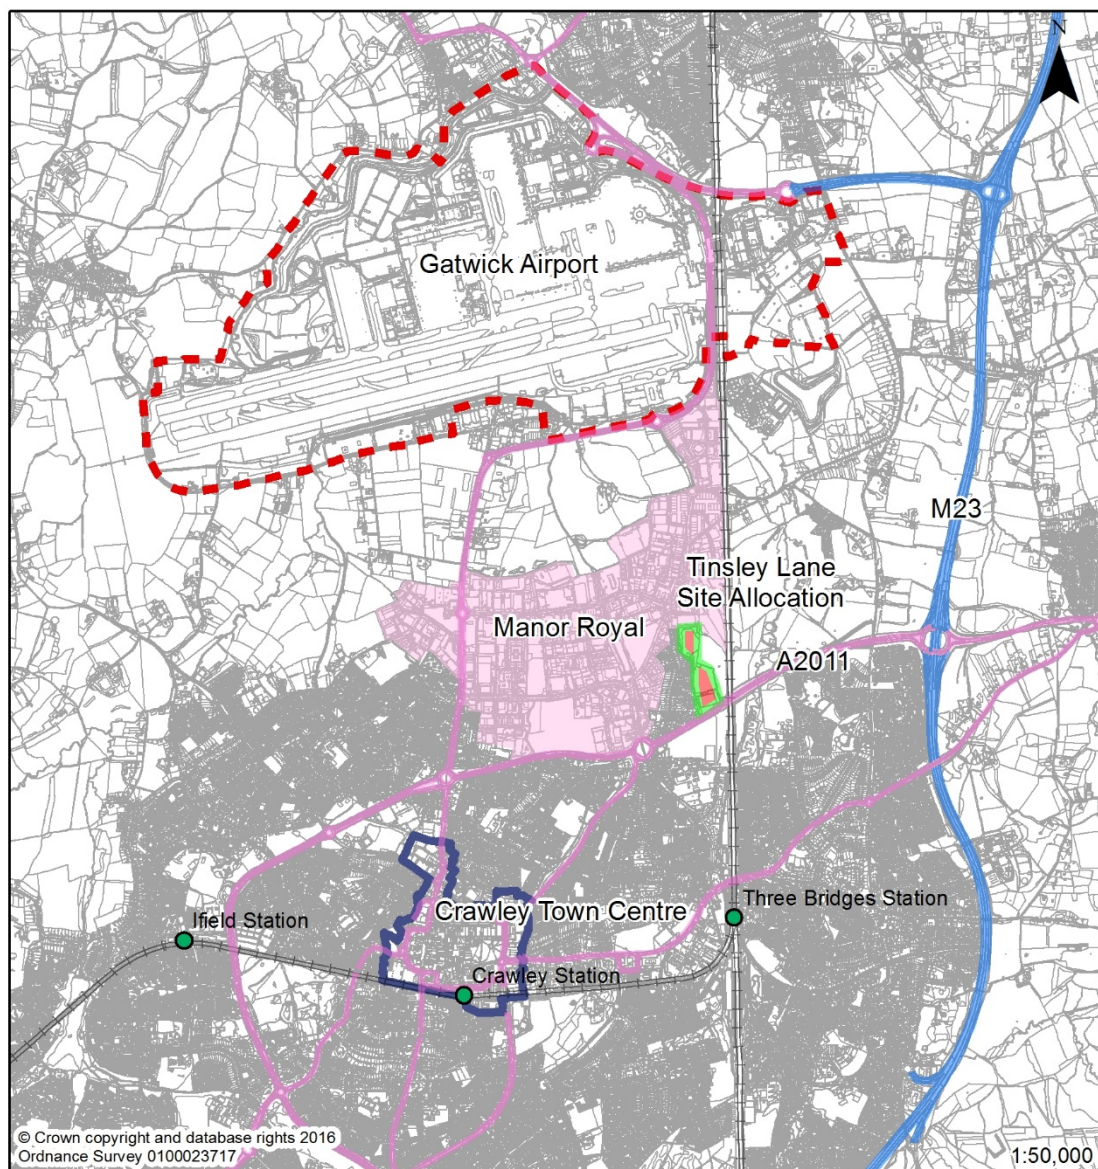 N
Gatwick Airport
M23
Tinsley Lane
Site Allocation
Manor Royal
A2011
Three Bridges Station
Crawley Town Centre
Ifield Station
Crawley Station
© Crown copyright and database rights 2016
Ordnance Survey 0100023717
1:50,000